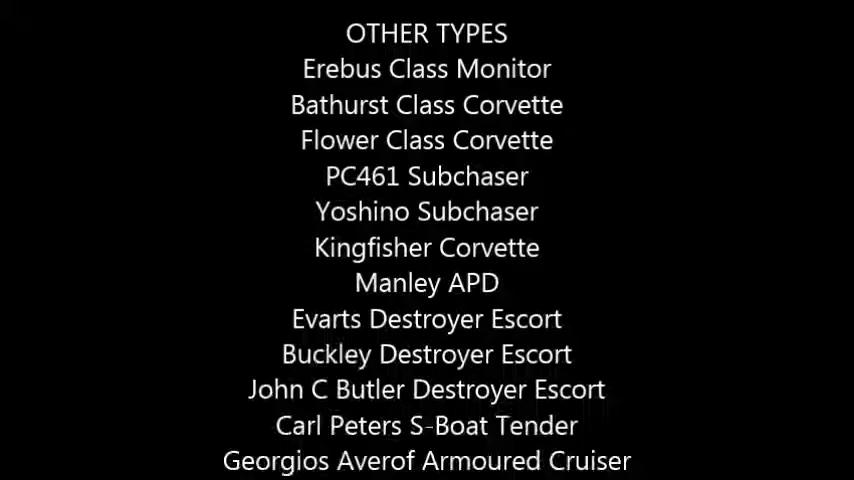 OTHER TYPES
Erebus Class Monitor
Bathurst Class Corvette
Flower Class Corvette
PC461 Subchaser
Yoshino Subchaser
Kingfisher Corvette
Manley APD
Evarts Destroyer Escort
Buckley Destroyer Escort
John C Butler Destroyer Escort
Carl Peters S-Boat Tender
Georgios Averof Armoured Cruiser